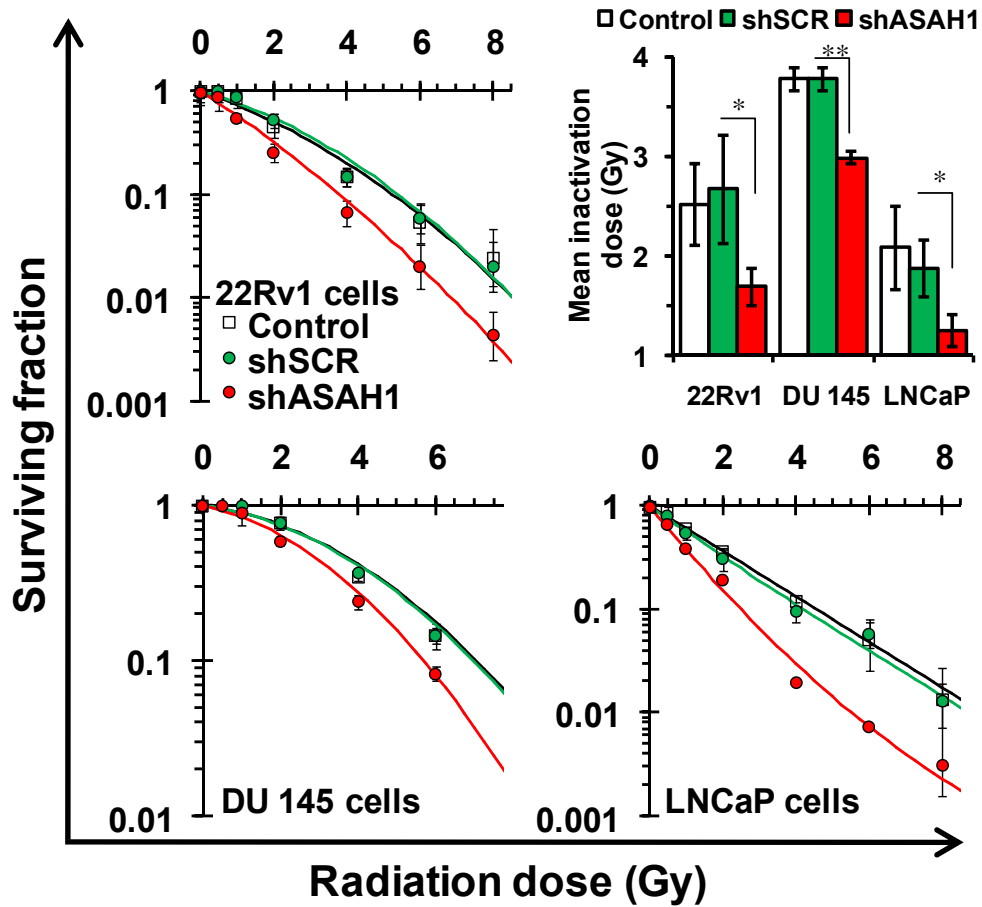 Control shSCR shASAH1
0 2 4 6 8
1
0.1
0.01
0.001
22Rv1 cells
Control
shSCR
shASAH1
4
3
2
1
Mean inactivation
dose (Gy)
*
**
*
22Rv1 DU 145 LNCaP
Surviving fraction
0 2 4 6
1
0.1
0.01
DU 145 cells
0 2 4 6 8
1
0.1
0.01
0.001
LNCaP cells
Radiation dose (Gy)